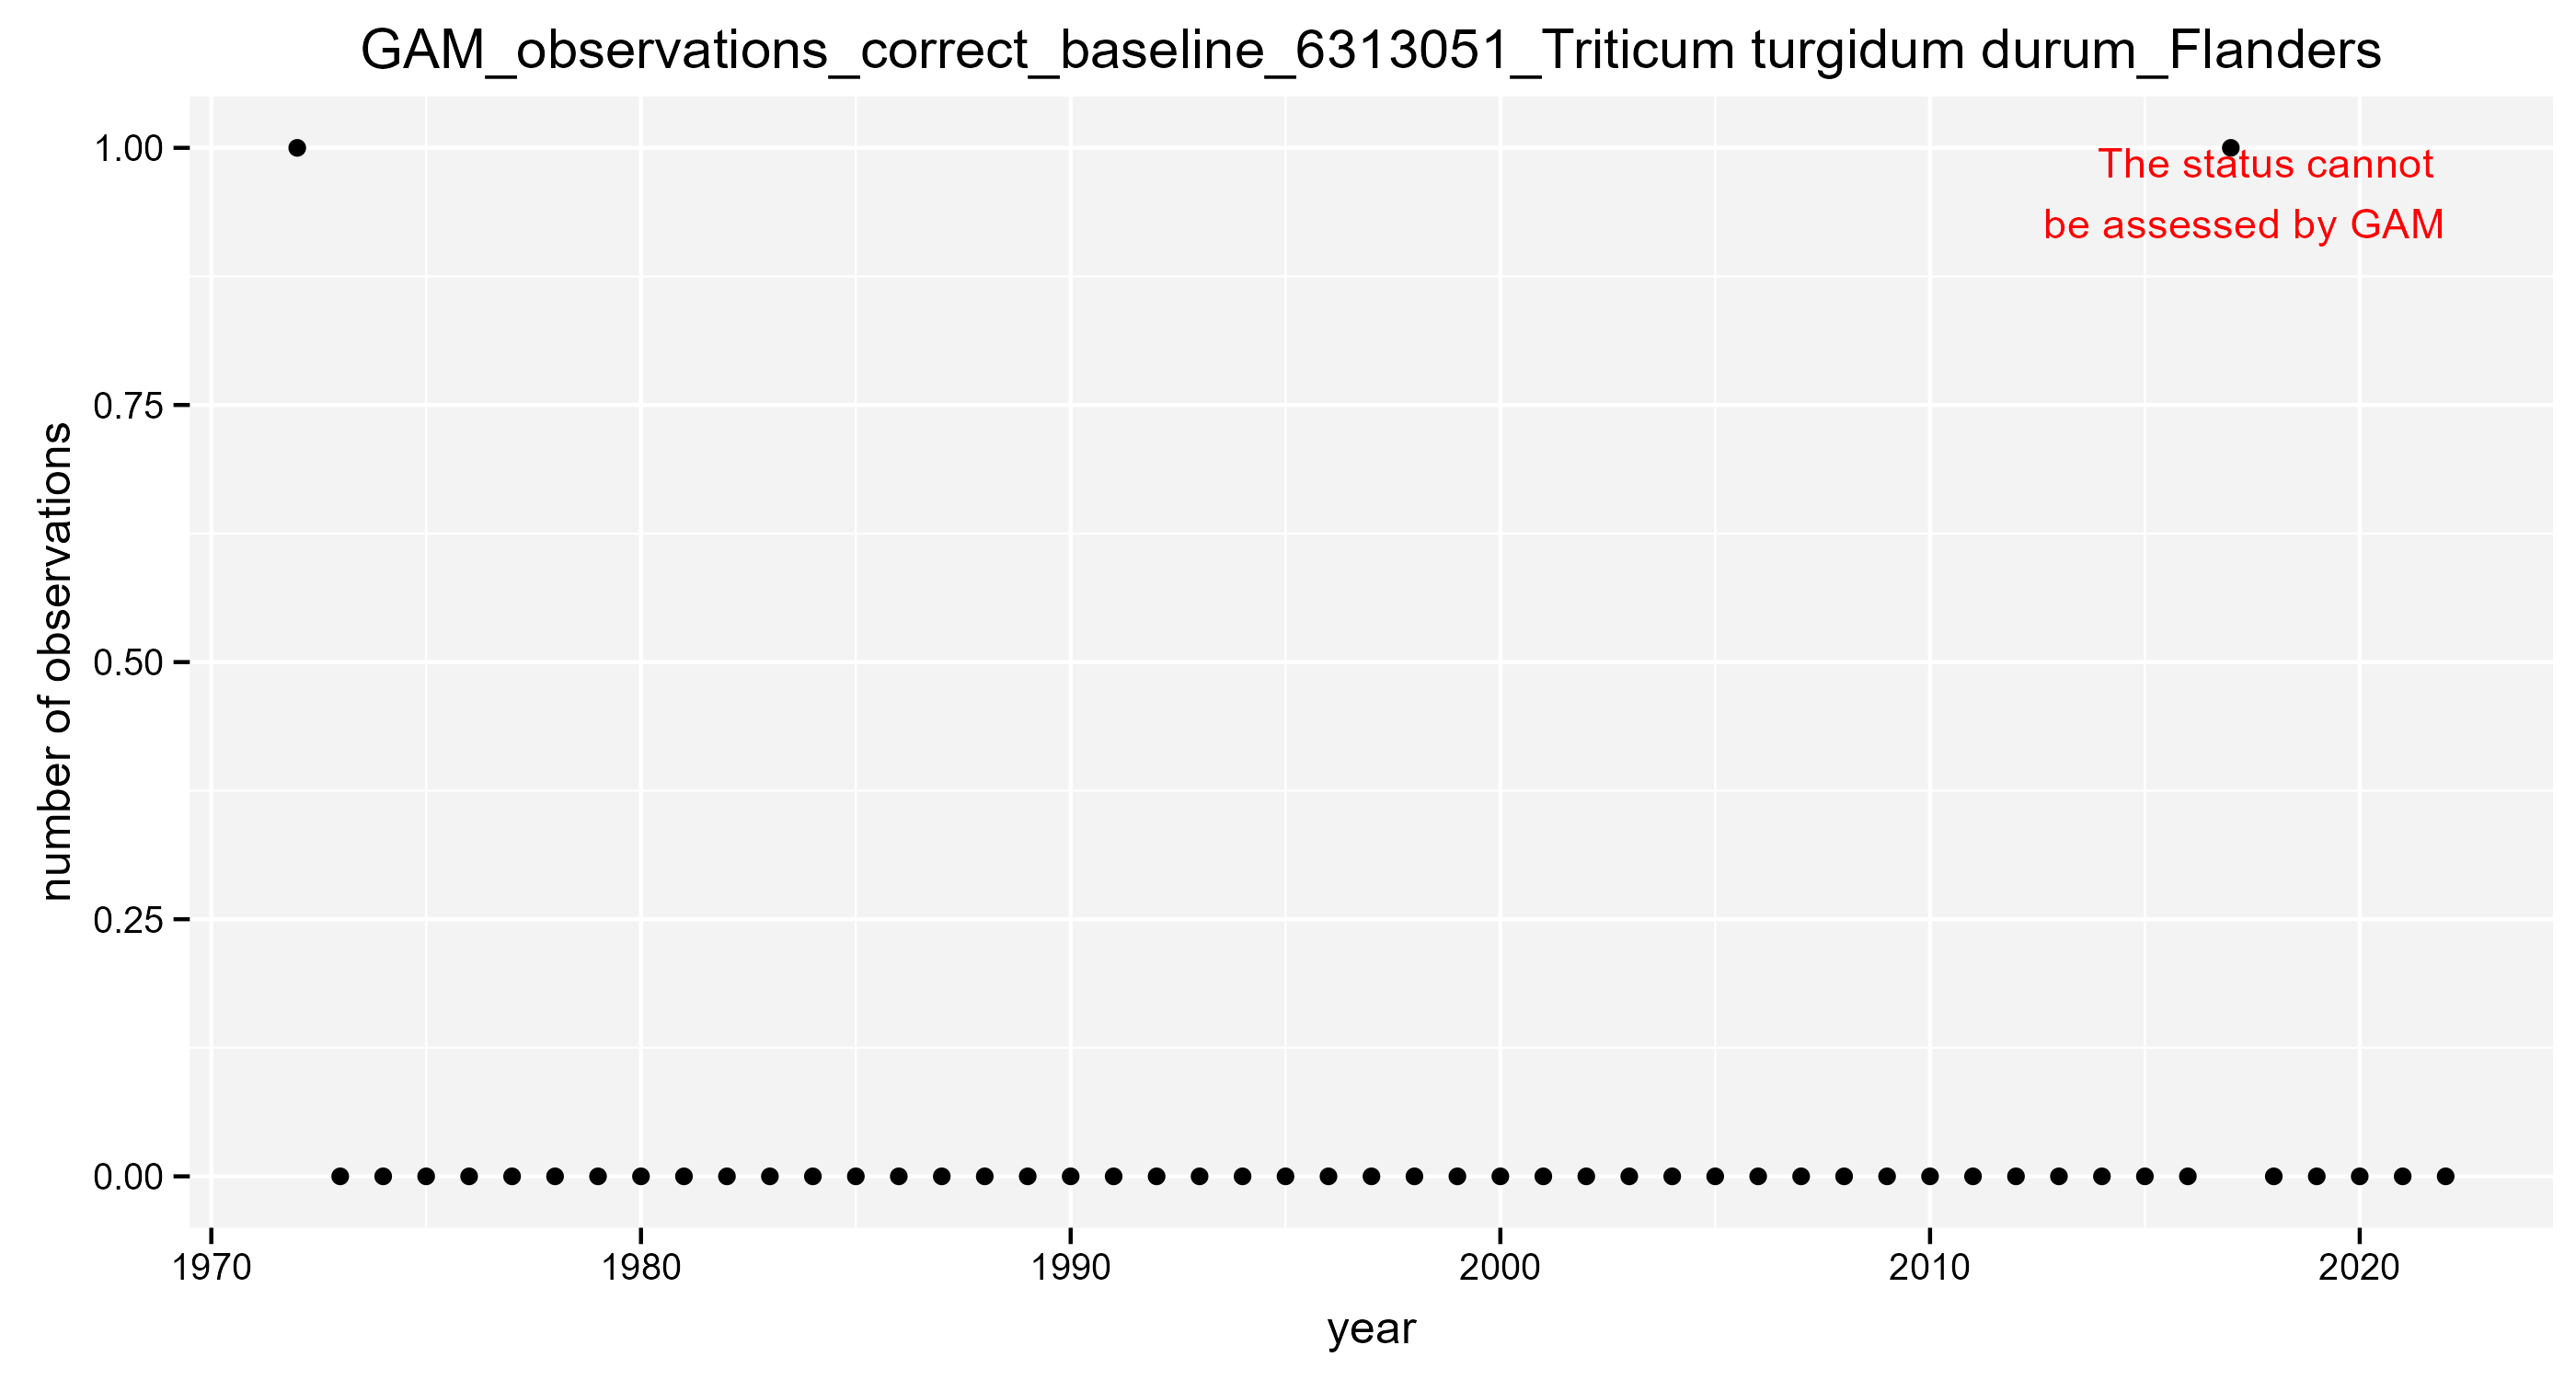 GAM_observations_correct_baseline_6313051_Triticum turgidum durum_Flanders
1.00
The status cannot
be assessed by GAM
0.75
number of observations
0.50
0.25
0.00
1970 1980 1990 2000 2010 2020
year